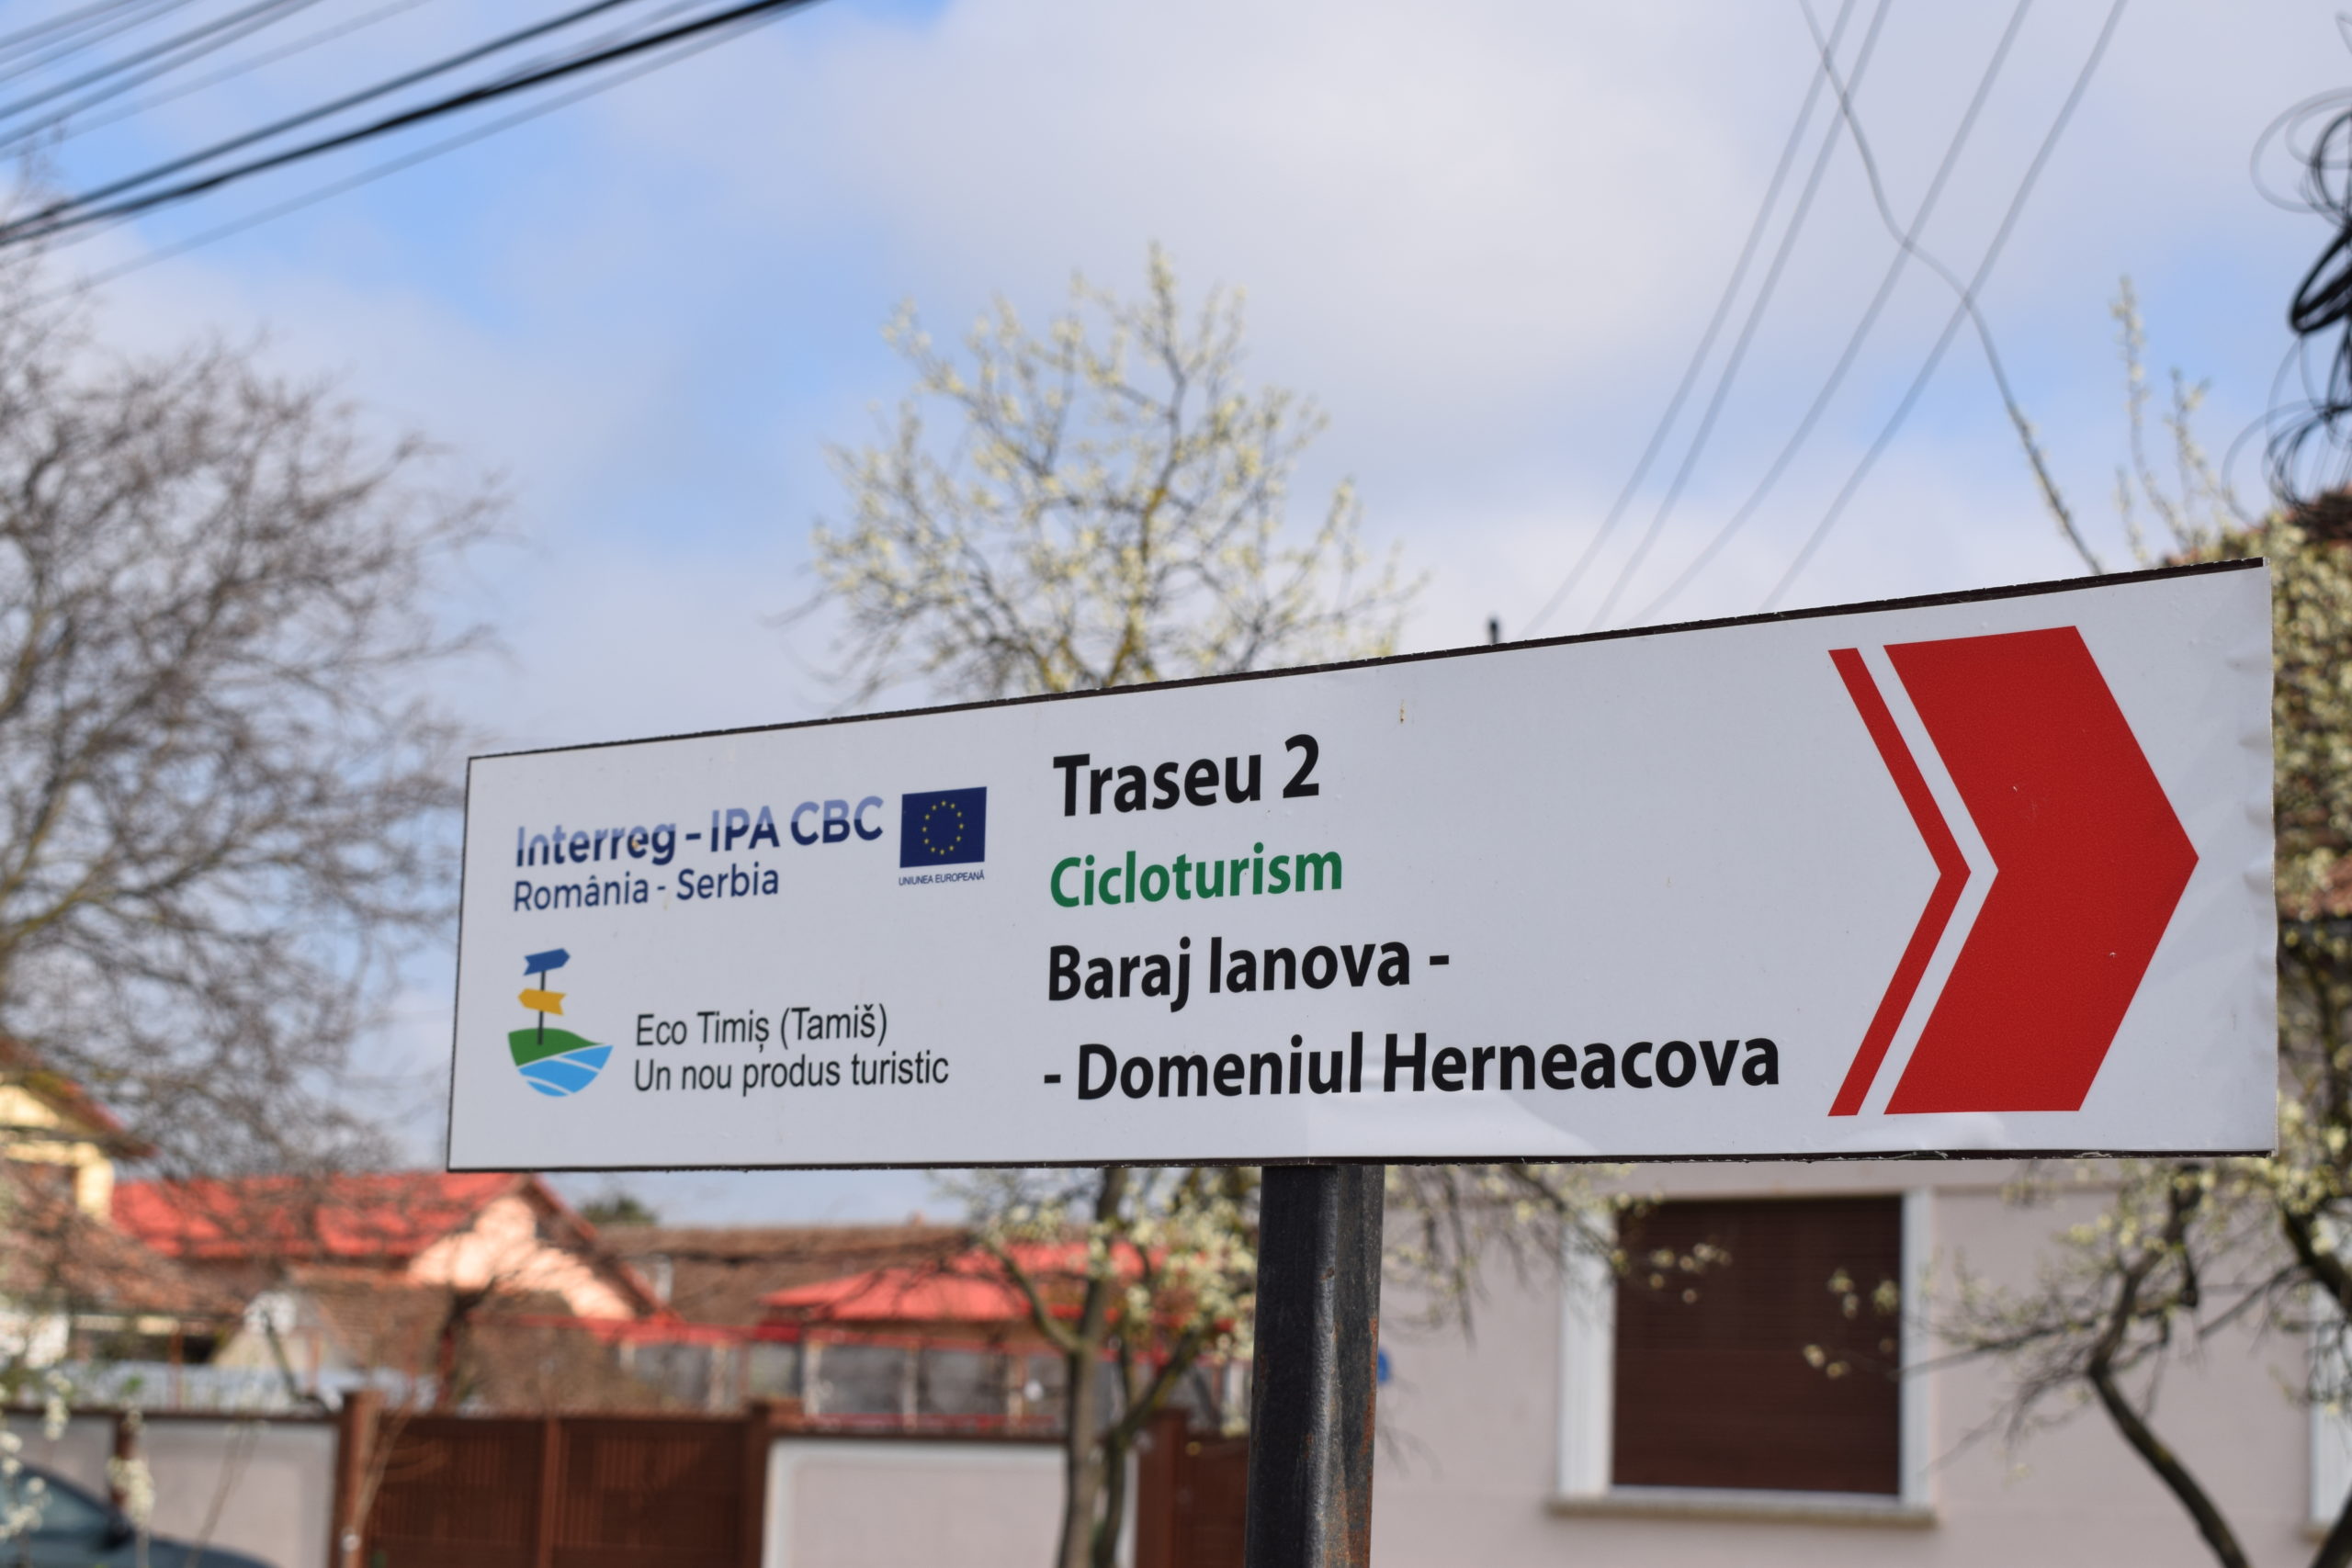 Interreg - IPA CBC
România - Serbia
UNIUNEA EUROPEANĂ
Eco Timiș (Tamiš)
Un nou produs turistic
Traseu 2
Cicloturism
Baraj Ianova -
- Domeniul Herneacova